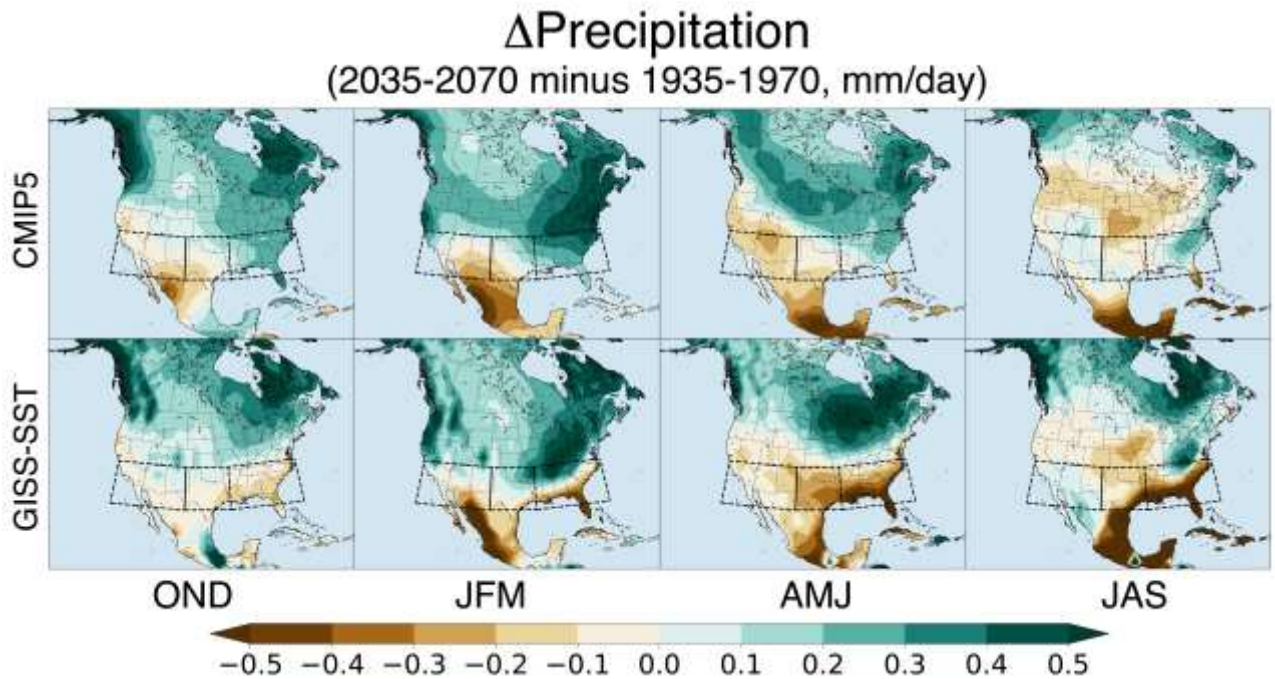 ΔPrecipitation
(2035-2070 minus 1935-1970, mm/day)
CMIP5
GISS-SST
OND JFM AMJ JAS
−0.5 −0.4 −0.3 −0.2 −0.1 0.0 0.1 0.2 0.3 0.4 0.5